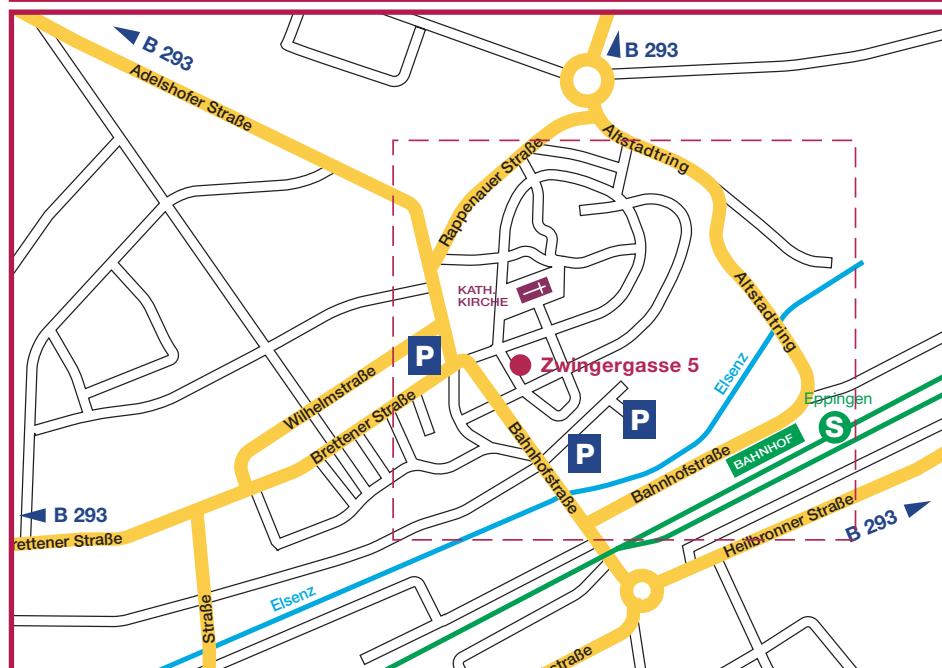 B 293
B 293
Adelshofer Straße
Altstadtring
Rappenauer Straße
KATH.
KIRCHE
Altstadtring
P
Zwingergasse 5
Elsenz
Wilhelmstraße
Brettener Straße
Eppingen
S
P
P
BAHNHOF
Bahnhofstraße
Bahnhofstraße
B 293
rettener Straße
Heilbronner Straße
B 293
Elsenz
Straße
straße